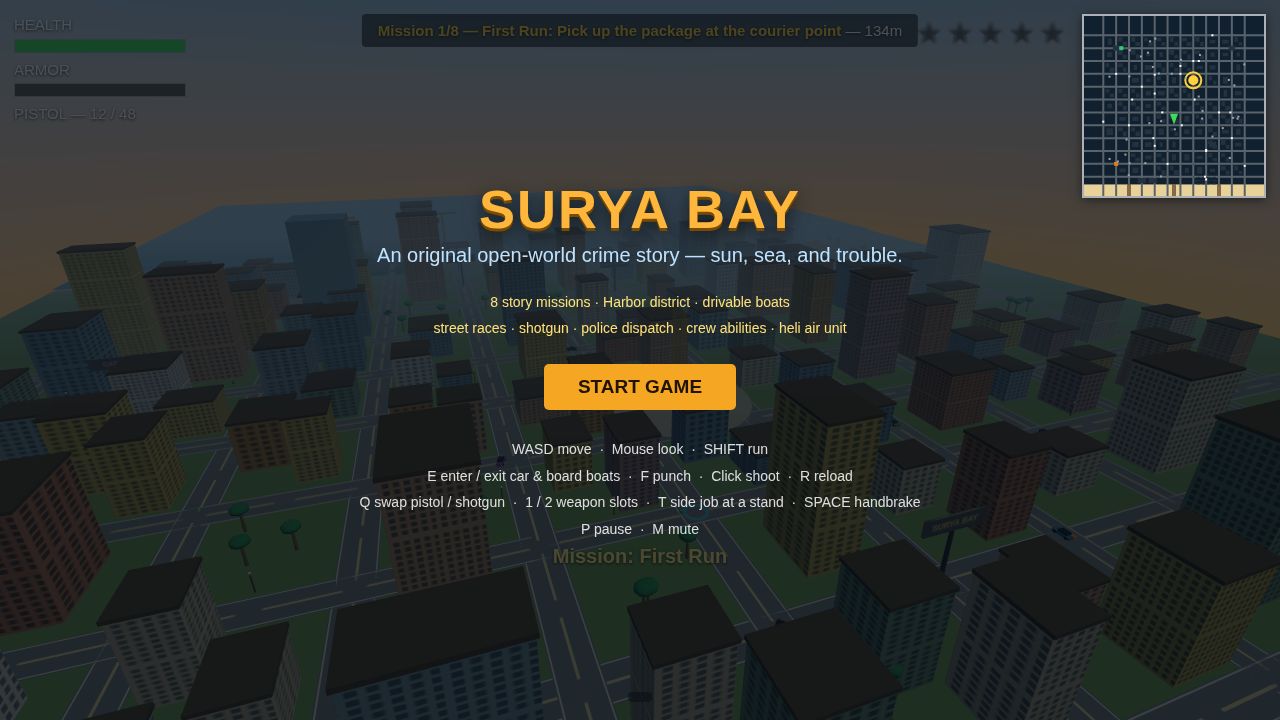 HEALTH
ARMOR
PISTOL — 12 / 48
Mission 1/8 — First Run: Pick up the package at the courier point — 134m
SURYA BAY
An original open-world crime story — sun, sea, and trouble.
8 story missions · Harbor district · drivable boats
street races · shotgun · police dispatch · crew abilities · heli air unit
START GAME
WASD move · Mouse look · SHIFT run
E enter / exit car & board boats · F punch · Click shoot · R reload
Q swap pistol / shotgun · 1 / 2 weapon slots · T side job at a stand · SPACE handbrake
P pause · M mute
SURYA BAY
Mission: First Run